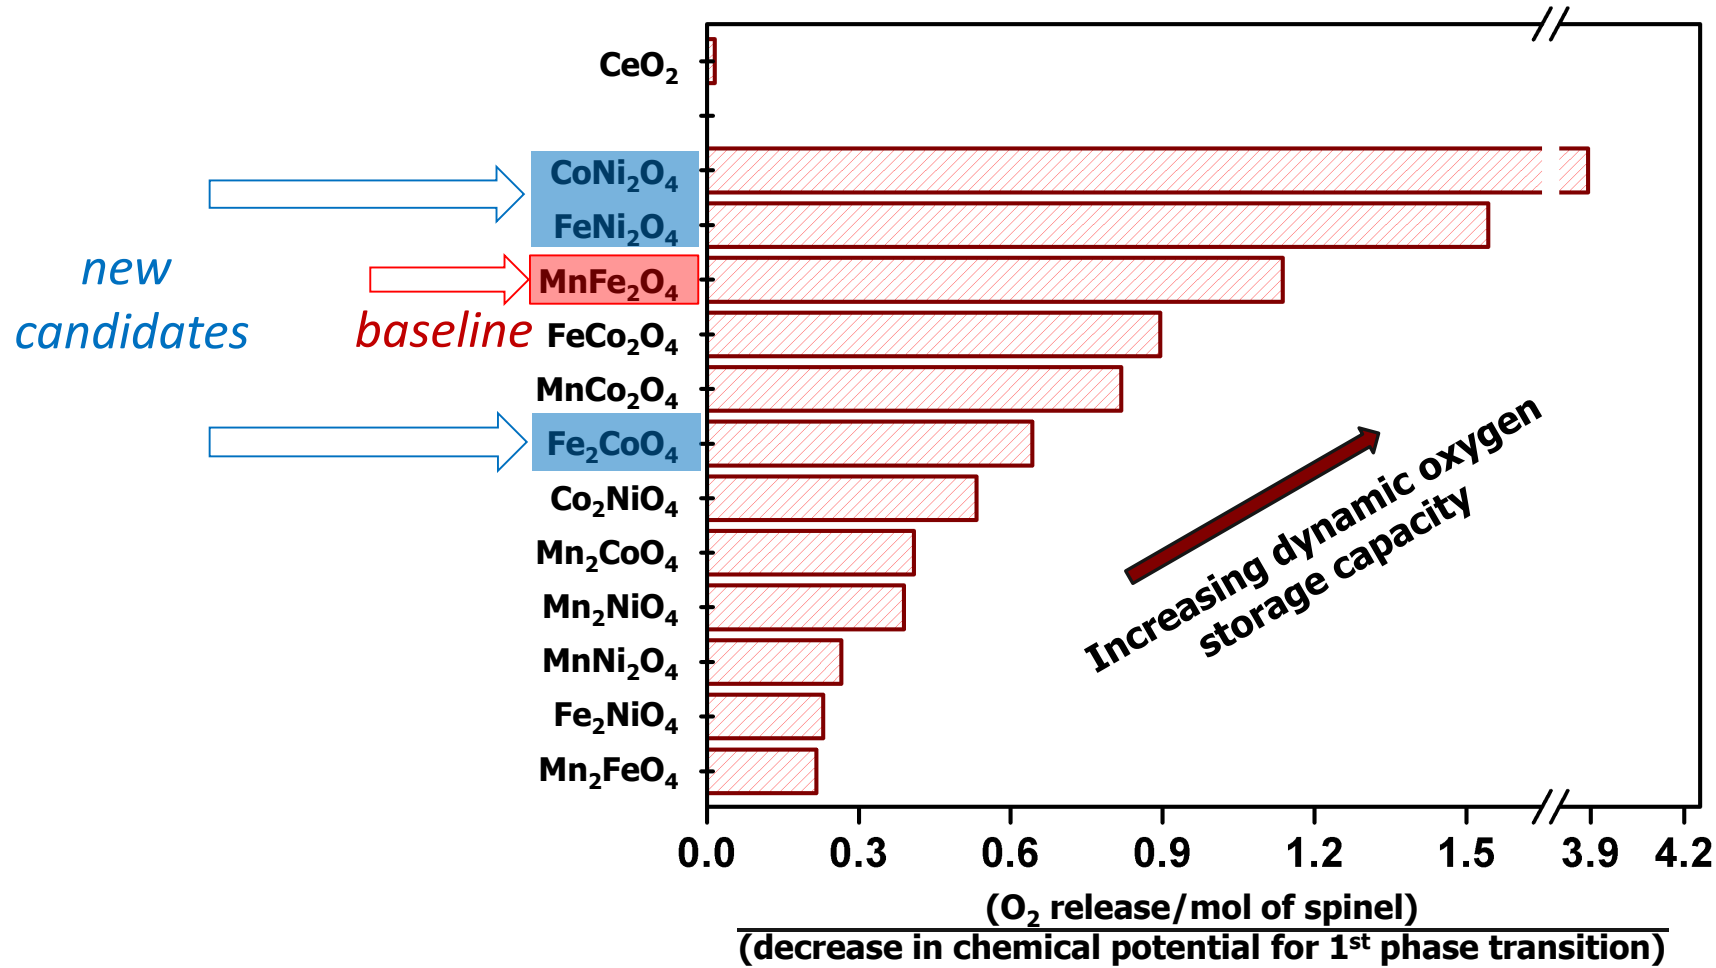 CeO₂
CoNi₂O₄
FeNi₂O₄
new
candidates
MnFe₂O₄
baseline
FeCo₂O₄
MnCo₂O₄
Fe₂CoO₄
Co₂NiO₄
Mn₂CoO₄
Mn₂NiO₄
MnNi₂O₄
Fe₂NiO₄
Mn₂FeO₄
Increasing dynamic oxygen
storage capacity
0.0 0.3 0.6 0.9 1.2 1.5 3.9 4.2
(O₂ release/mol of spinel)
(decrease in chemical potential for 1ˢᵗ phase transition)